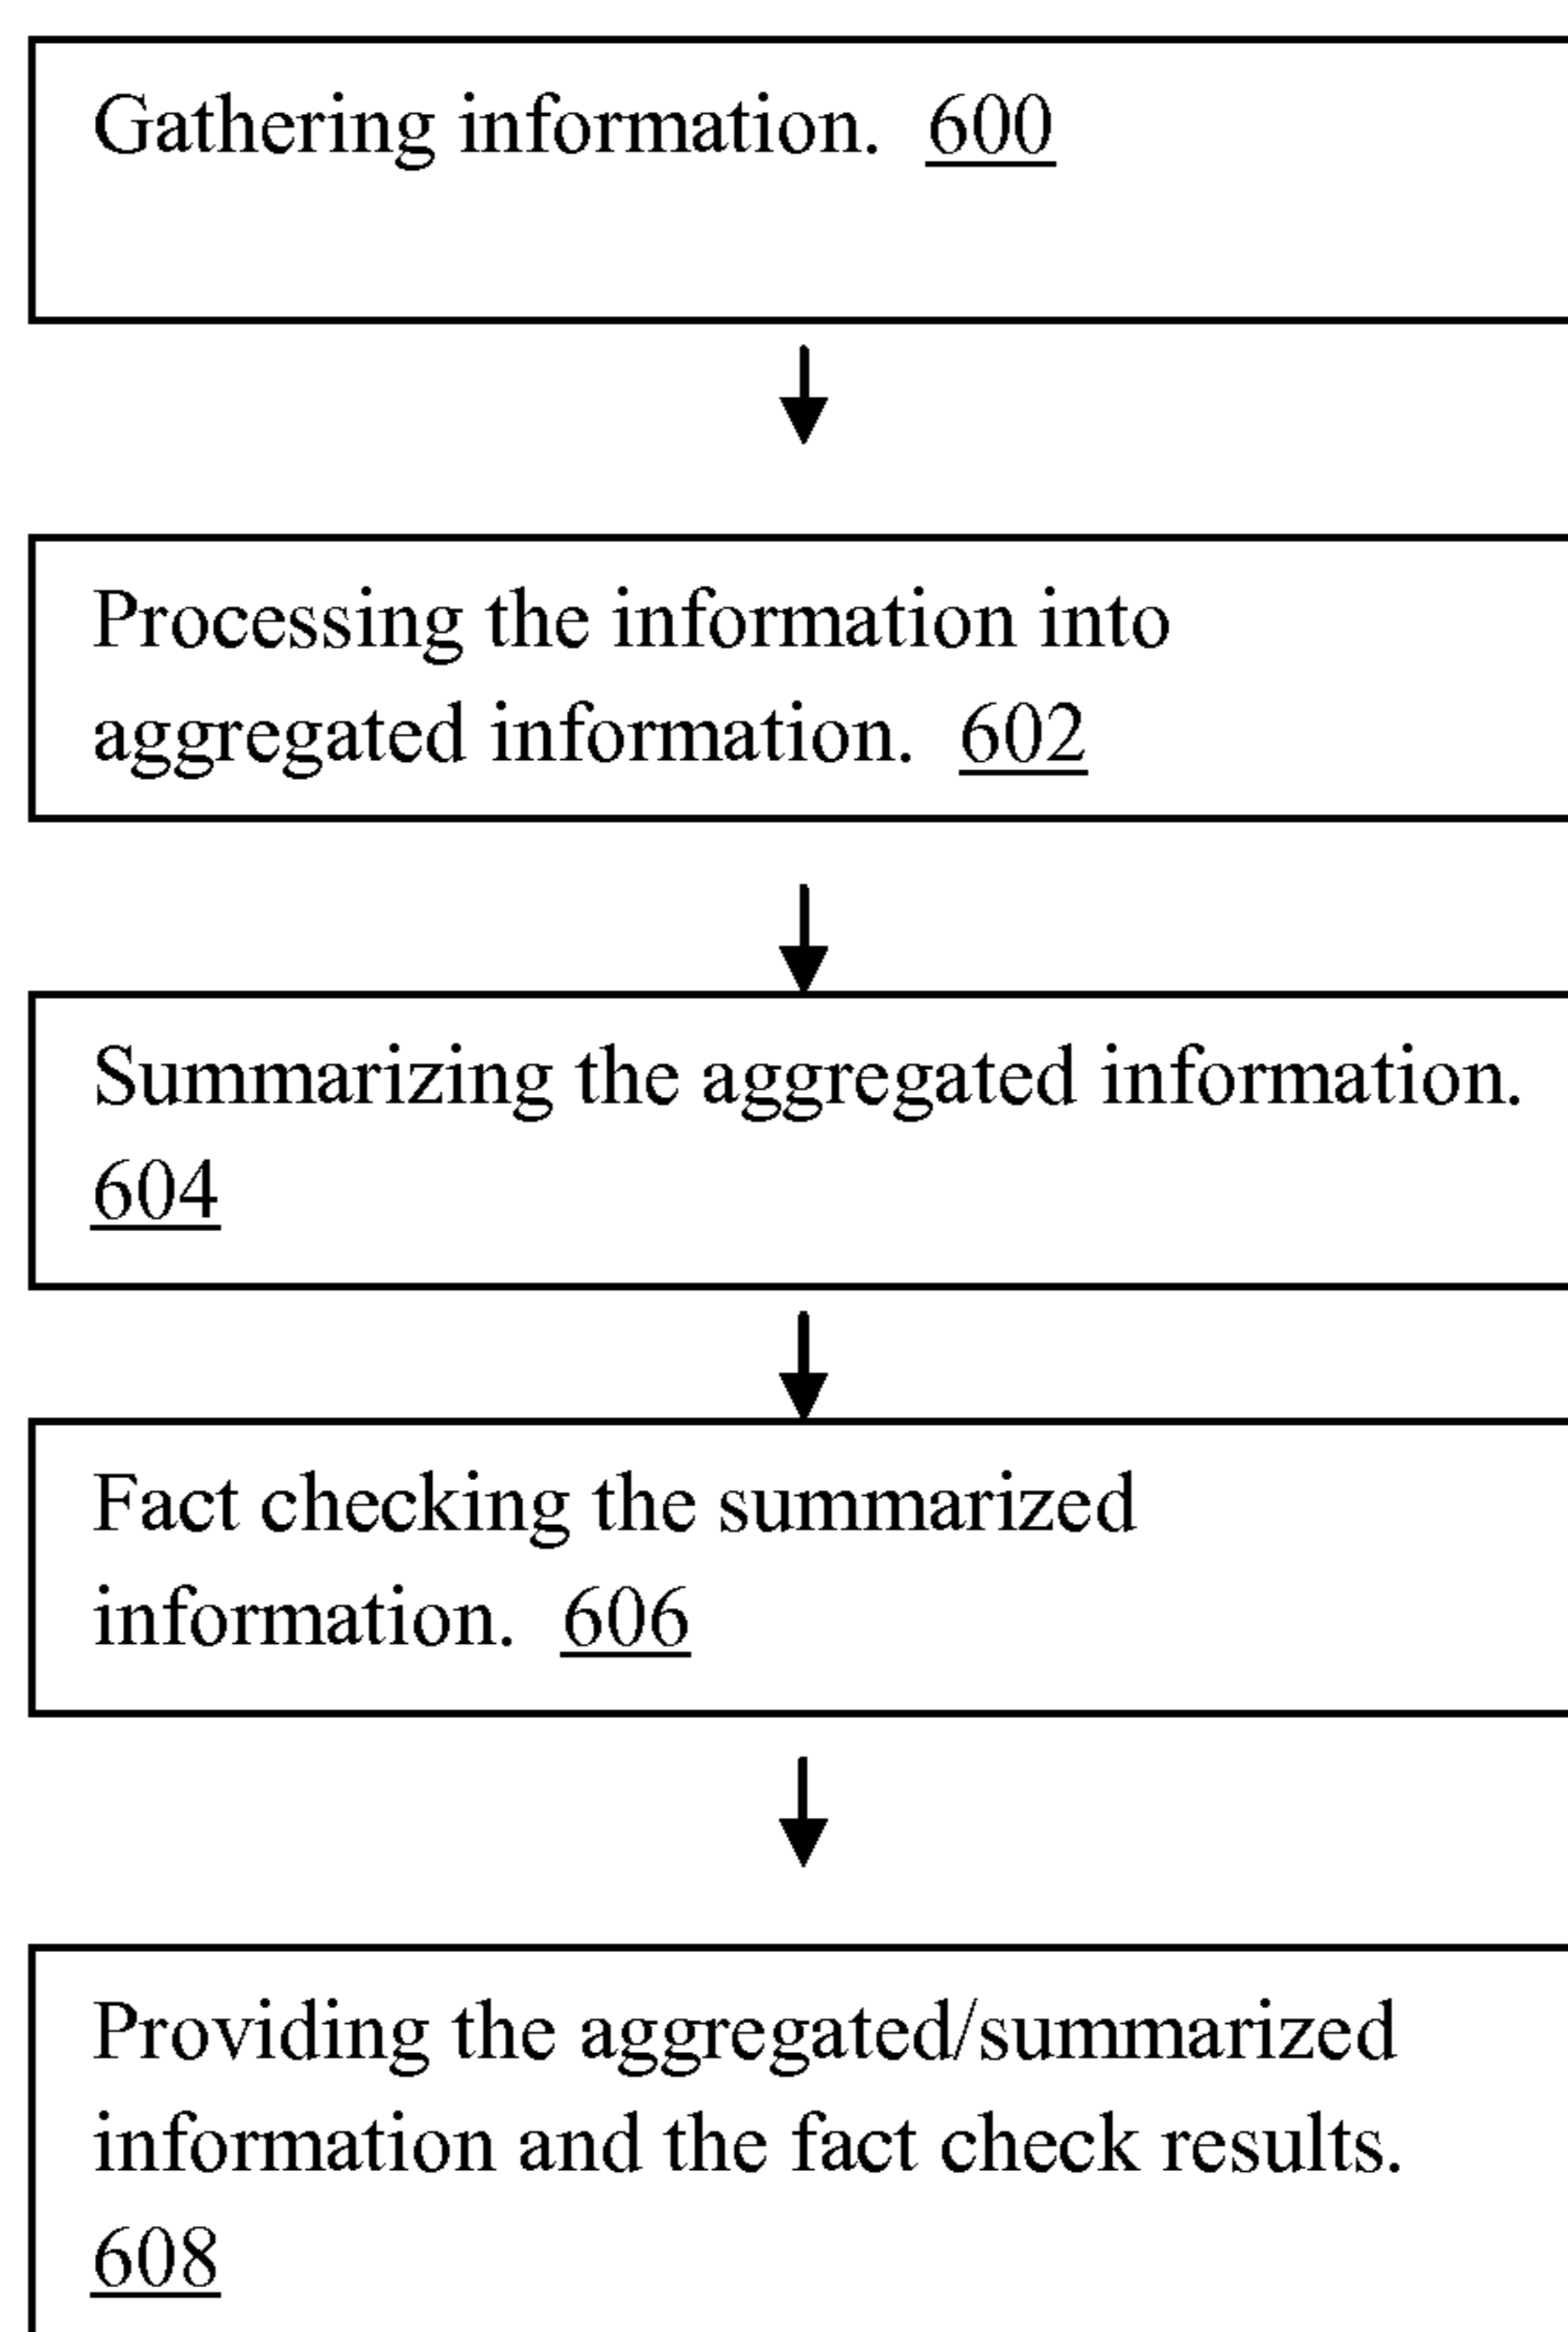 Gathering information. 600
Processing the information into
aggregated information. 602
Summarizing the aggregated information.
604
Fact checking the summarized
information. 606
Providing the aggregated/summarized
information and the fact check results.
608